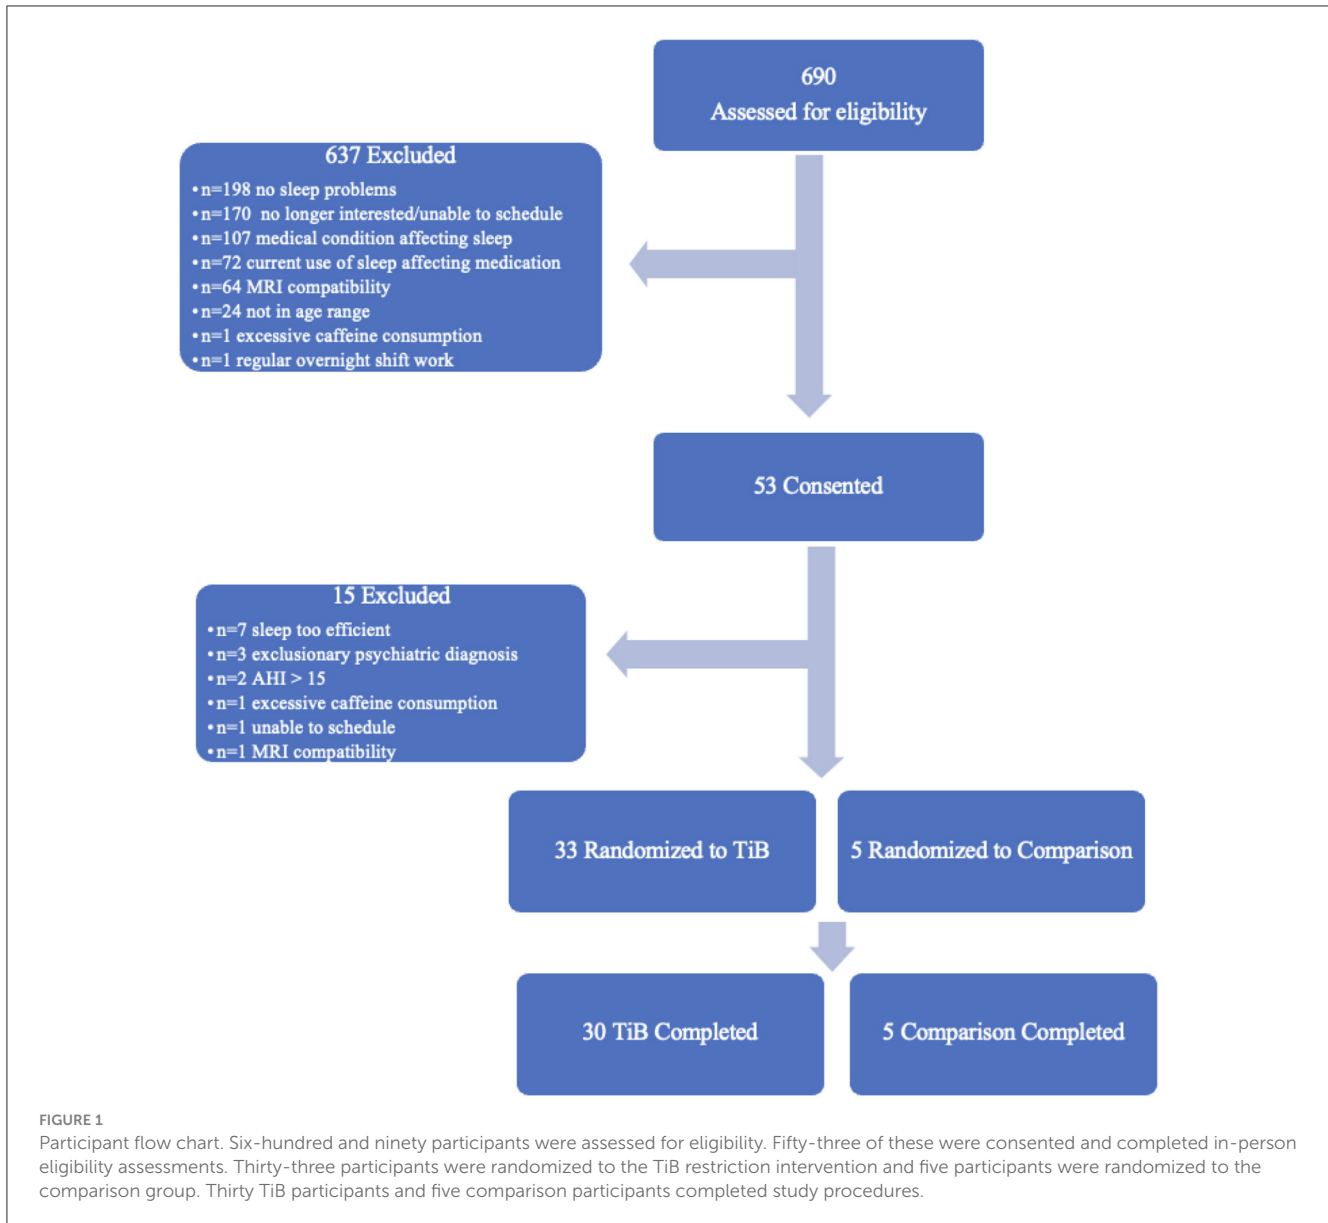 690
Assessed for eligibility
637 Excluded
• n=198 no sleep problems
• n=170 no longer interested/unable to schedule
• n=107 medical condition affecting sleep
• n=72 current use of sleep affecting medication
• n=64 MRI compatibility
• n=24 not in age range
• n=1 excessive caffeine consumption
• n=1 regular overnight shift work
53 Consented
15 Excluded
• n=7 sleep too efficient
• n=3 exclusionary psychiatric diagnosis
• n=2 AHI > 15
• n=1 excessive caffeine consumption
• n=1 unable to schedule
• n=1 MRI compatibility
33 Randomized to TiB
5 Randomized to Comparison
30 TiB Completed
5 Comparison Completed
FIGURE 1
Participant flow chart. Six-hundred and ninety participants were assessed for eligibility. Fifty-three of these were consented and completed in-person
eligibility assessments. Thirty-three participants were randomized to the TiB restriction intervention and five participants were randomized to the
comparison group. Thirty TiB participants and five comparison participants completed study procedures.